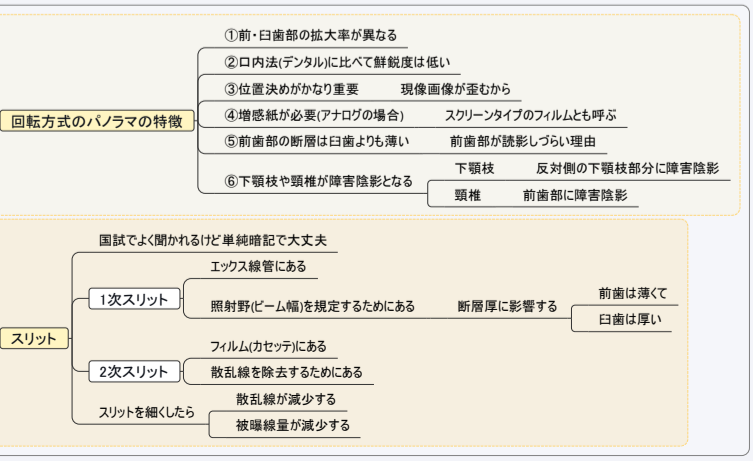 回転方式のパノラマの特徴
①前・臼歯部の拡大率が異なる
②口内法(デンタル)に比べて鮮鋭度は低い
③位置決めがかなり重要 現像画像が歪むから
④増感紙が必要(アナログの場合) スクリーンタイプのフィルムとも呼ぶ
⑤前歯部の断層は臼歯よりも薄い 前歯部が読影しづらい理由
⑥下顎枝や頸椎が障害陰影となる
下顎枝 反対側の下顎枝部分に障害陰影
頸椎 前歯部に障害陰影
スリット
国試でよく聞かれるけど単純暗記で大丈夫
1次スリット
エックス線管にある
照射野(ビーム幅)を規定するためにある 断層厚に影響する
前歯は薄くて
臼歯は厚い
2次スリット
フィルム(カセッテ)にある
散乱線を除去するためにある
スリットを細くしたら
散乱線が減少する
被曝線量が減少する